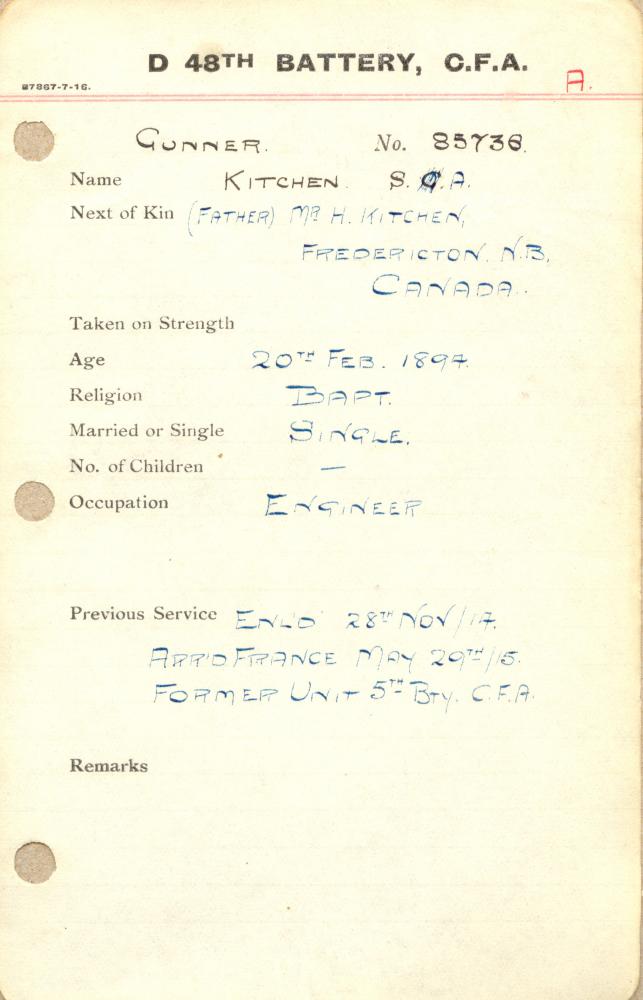 D 48TH BATTERY, C.F.A.
87867-7-16.
A.
GUNNER. No. 85736.
Name KITCHEN. S. A.
Next of Kin (FATHER) MR H. KITCHEN,
FREDERICTON. N.B,
CANADA.
Taken on Strength
Age 20TH FEB. 1894.
Religion BAPT.
Married or Single SINGLE.
No. of Children —
Occupation ENGINEER
Previous Service ENL'D 28TH NOV/14.
ARR'D FRANCE MAY 29TH/15.
FORMER UNIT 5TH BTY. C.F.A.
Remarks